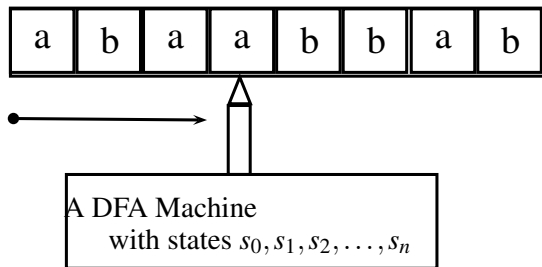 a b a a b b a b
A DFA Machine
with states s₀, s₁, s₂, . . . , sₙ